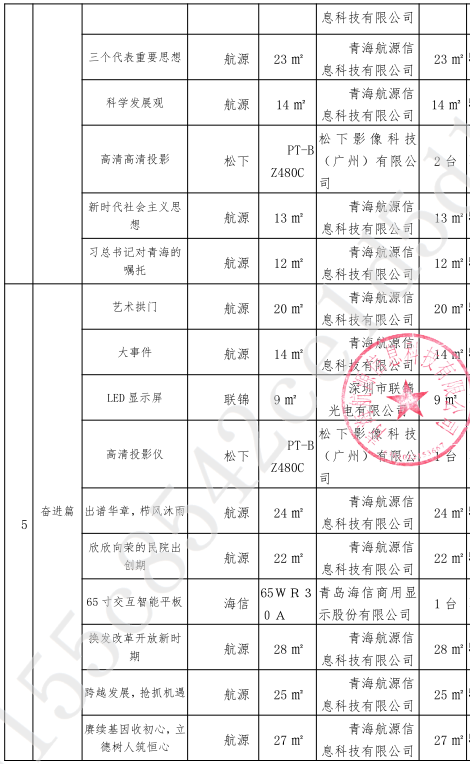 息科技有限公司
三个代表重要思想 航源 23 ㎡ 青海航源信息科技有限公司 23 ㎡
科学发展观 航源 14 ㎡ 青海航源信息科技有限公司 14 ㎡
高清高清投影 松下 PT-BZ480C 松下影像科技（广州）有限公司 2 台
新时代社会主义思想 航源 13 ㎡ 青海航源信息科技有限公司 13 ㎡
习总书记对青海的嘱托 航源 12 ㎡ 青海航源信息科技有限公司 12 ㎡
5 奋进篇
艺术拱门 航源 20 ㎡ 青海航源信息科技有限公司 20 ㎡
大事件 航源 14 ㎡ 青海航源信息科技有限公司 14 ㎡
LED 显示屏 联锦 9 ㎡ 深圳市联锦光电有限公司 9 ㎡
高清投影仪 松下 PT-BZ480C 松下影像科技（广州）有限公司 1 台
出谱华章，栉风沐雨 航源 24 ㎡ 青海航源信息科技有限公司 24 ㎡
欣欣向荣的民院出创期 航源 22 ㎡ 青海航源信息科技有限公司 22 ㎡
65 寸交互智能平板 海信 65WR30A 青岛海信商用显示股份有限公司 1 台
焕发改革开放新时期 航源 28 ㎡ 青海航源信息科技有限公司 28 ㎡
跨越发展，抢抓机遇 航源 25 ㎡ 青海航源信息科技有限公司 25 ㎡
赓续基因收初心，立德树人筑恒心 航源 27 ㎡ 青海航源信息科技有限公司 27 ㎡